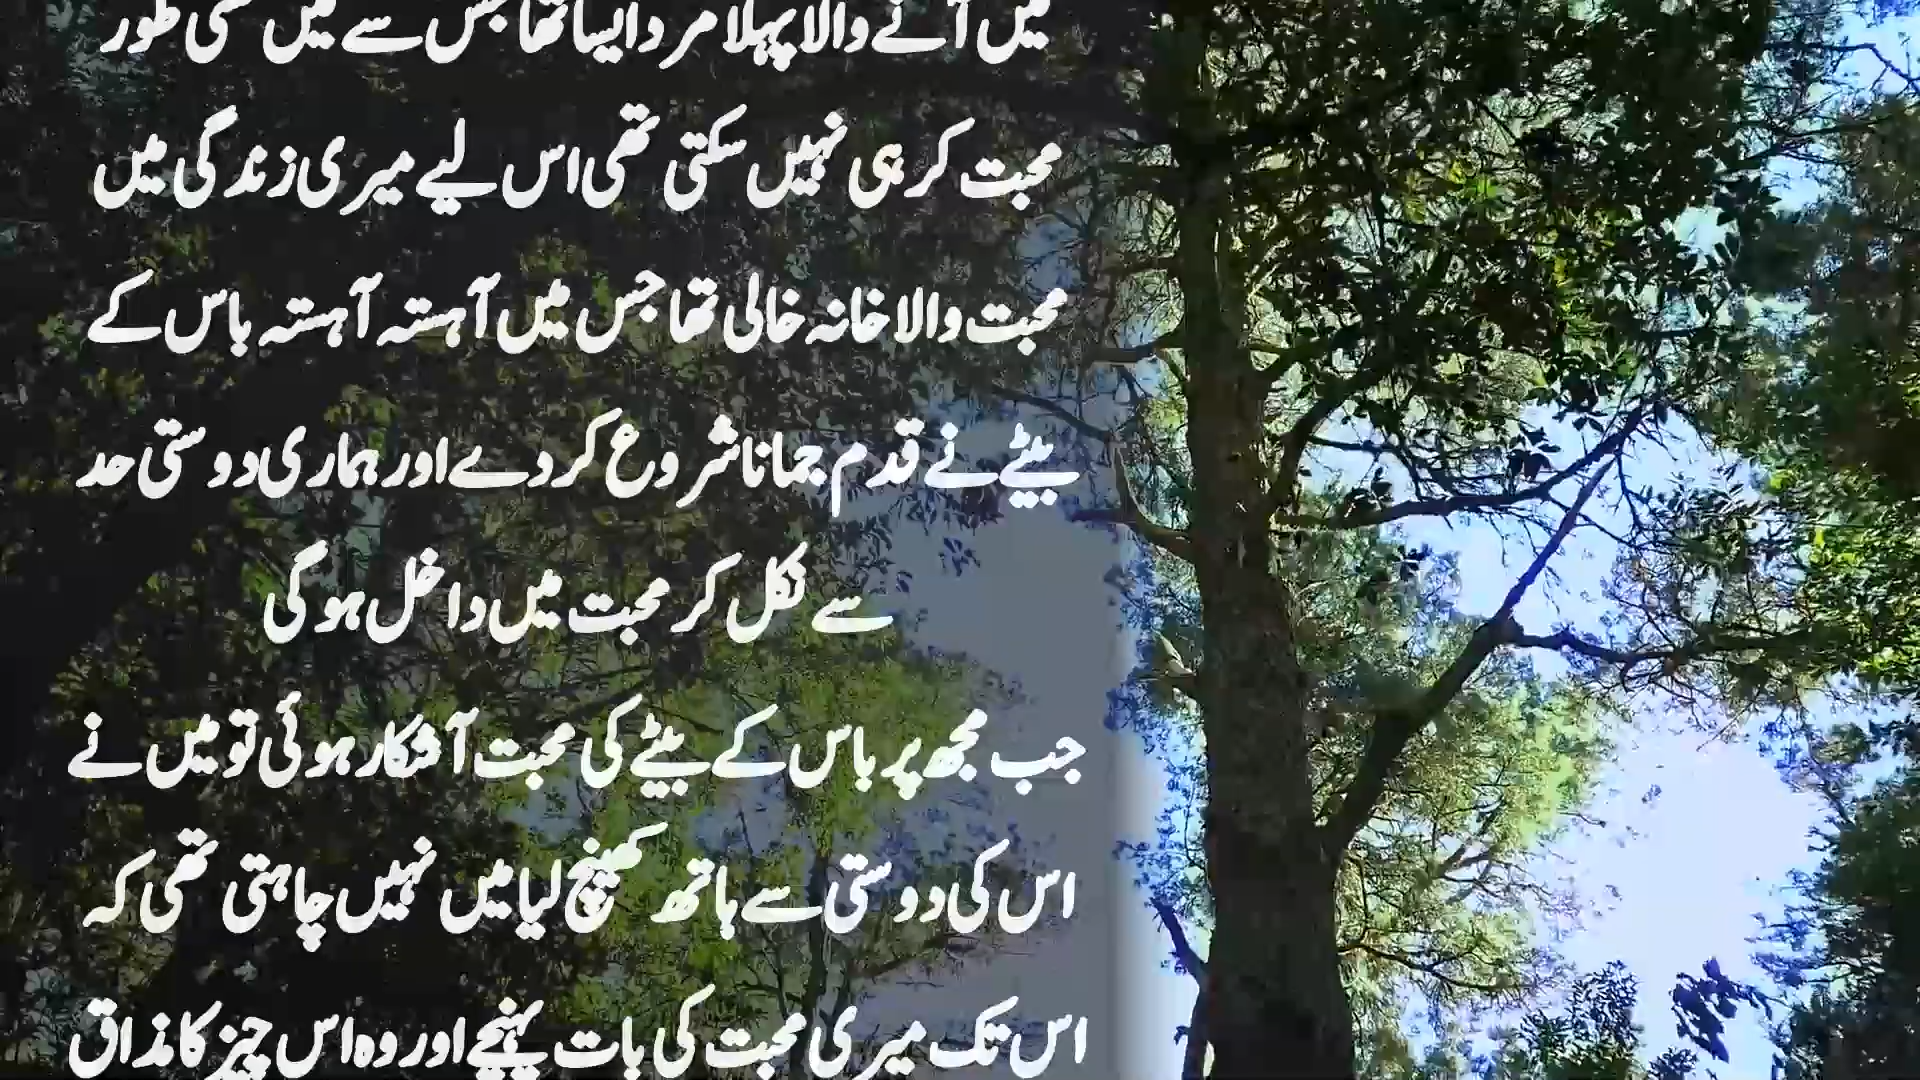 میں آنے والا پہلا مرد ایسا تھا جس سے میں کسی طور
محبت کر ہی نہیں سکتی تھی اس لیے میری زندگی میں
محبت والا خانہ خالی تھا جس میں آہستہ آہستہ باس کے
بیٹے نے قدم جمانا شروع کر دے اور ہماری دوستی حد
سے نکل کر محبت میں داخل ہو گی
جب مجھ پر باس کے بیٹے کی محبت آشکار ہوئی تو میں نے
اس کی دوستی سے ہاتھ کھینچ لیا میں نہیں چاہتی تھی کہ
اس تک میری محبت کی بات پہنچے اور وہ اس چیز کا مذاق